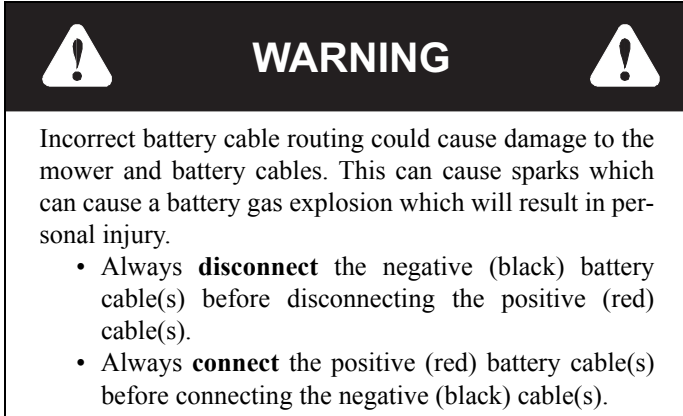 WARNING
Incorrect battery cable routing could cause damage to the
mower and battery cables. This can cause sparks which
can cause a battery gas explosion which will result in per-
sonal injury.
• Always disconnect the negative (black) battery
cable(s) before disconnecting the positive (red)
cable(s).
• Always connect the positive (red) battery cable(s)
before connecting the negative (black) cable(s).